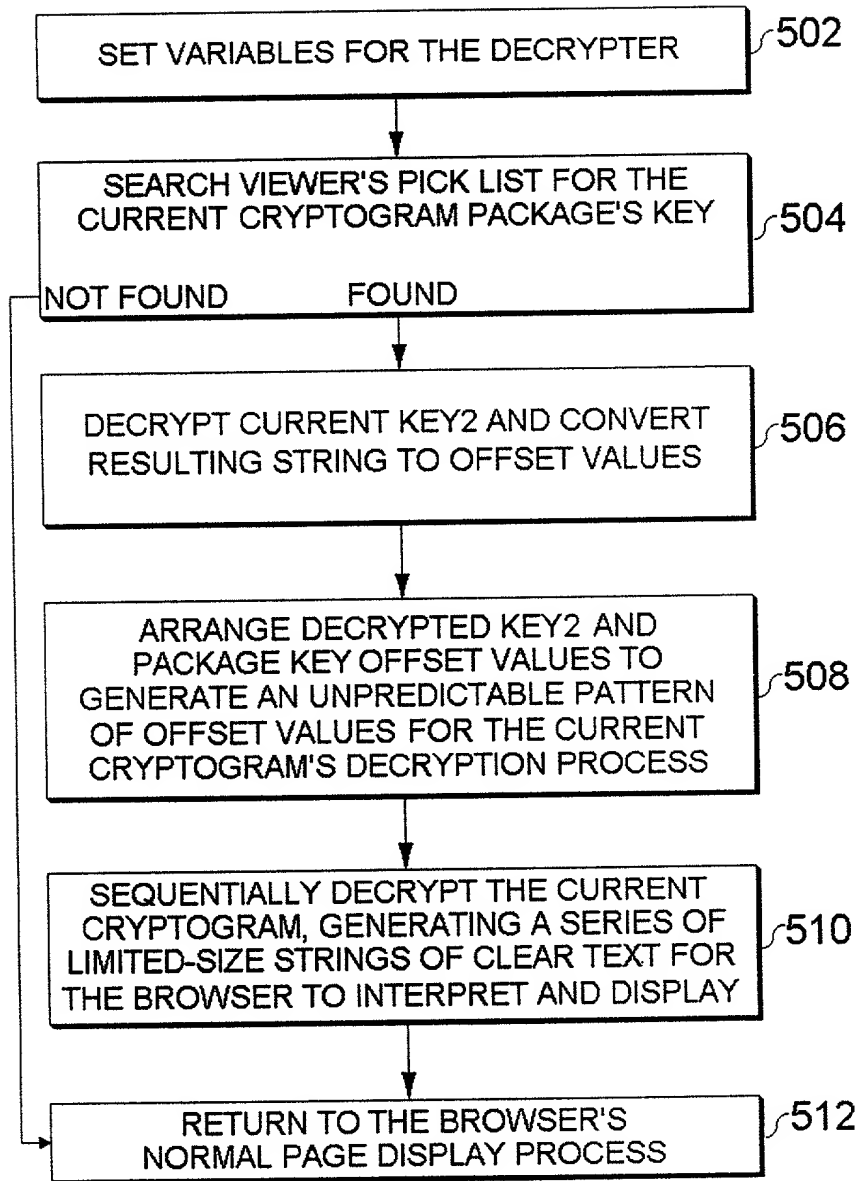 SET VARIABLES FOR THE DECRYPTER
502
SEARCH VIEWER'S PICK LIST FOR THE
CURRENT CRYPTOGRAM PACKAGE'S KEY
504
NOT FOUND FOUND
DECRYPT CURRENT KEY2 AND CONVERT
RESULTING STRING TO OFFSET VALUES
506
ARRANGE DECRYPTED KEY2 AND
PACKAGE KEY OFFSET VALUES TO
GENERATE AN UNPREDICTABLE PATTERN
OF OFFSET VALUES FOR THE CURRENT
CRYPTOGRAM'S DECRYPTION PROCESS
508
SEQUENTIALLY DECRYPT THE CURRENT
CRYPTOGRAM, GENERATING A SERIES OF
LIMITED-SIZE STRINGS OF CLEAR TEXT FOR
THE BROWSER TO INTERPRET AND DISPLAY
510
RETURN TO THE BROWSER'S
NORMAL PAGE DISPLAY PROCESS
512